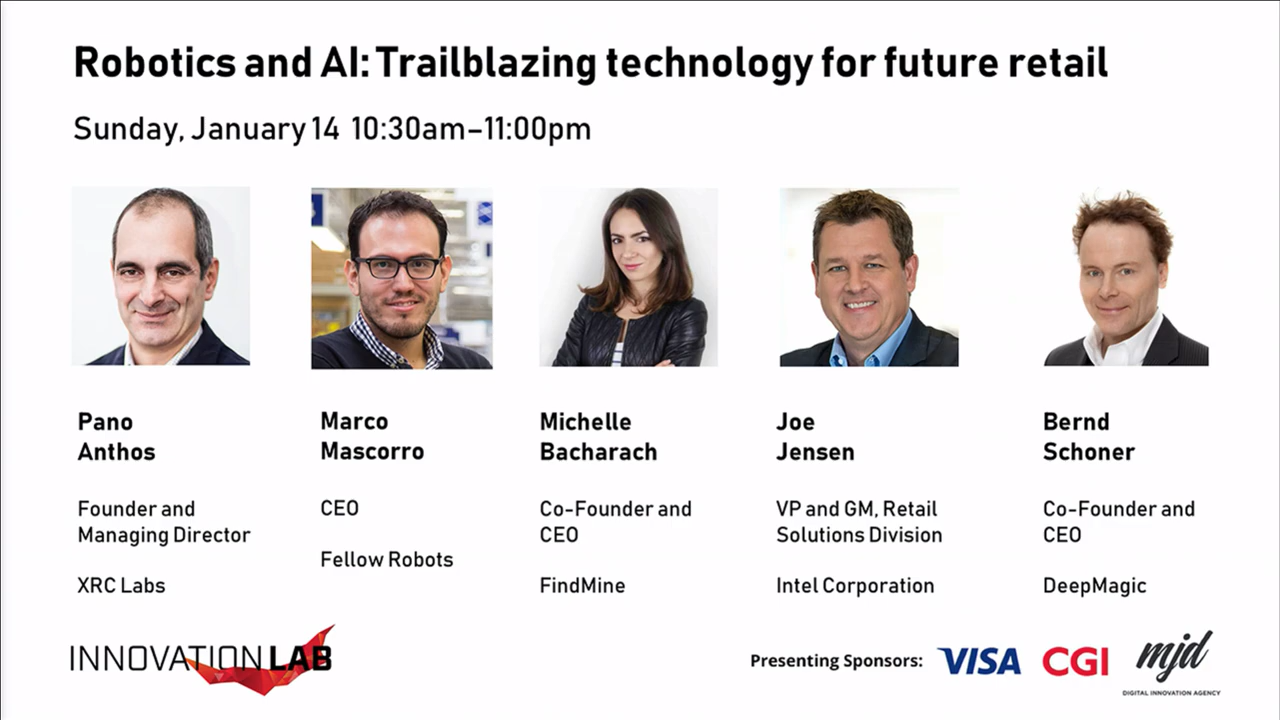 Robotics and AI: Trailblazing technology for future retail
Sunday, January 14 10:30am–11:00pm
Pano
Anthos
Founder and
Managing Director
XRC Labs
Marco
Mascorro
CEO
Fellow Robots
Michelle
Bacharach
Co-Founder and
CEO
FindMine
Joe
Jensen
VP and GM, Retail
Solutions Division
Intel Corporation
Bernd
Schoner
Co-Founder and
CEO
DeepMagic
INNOVATIONLAB
Presenting Sponsors:
VISA
CGI
mjd
DIGITAL INNOVATION AGENCY